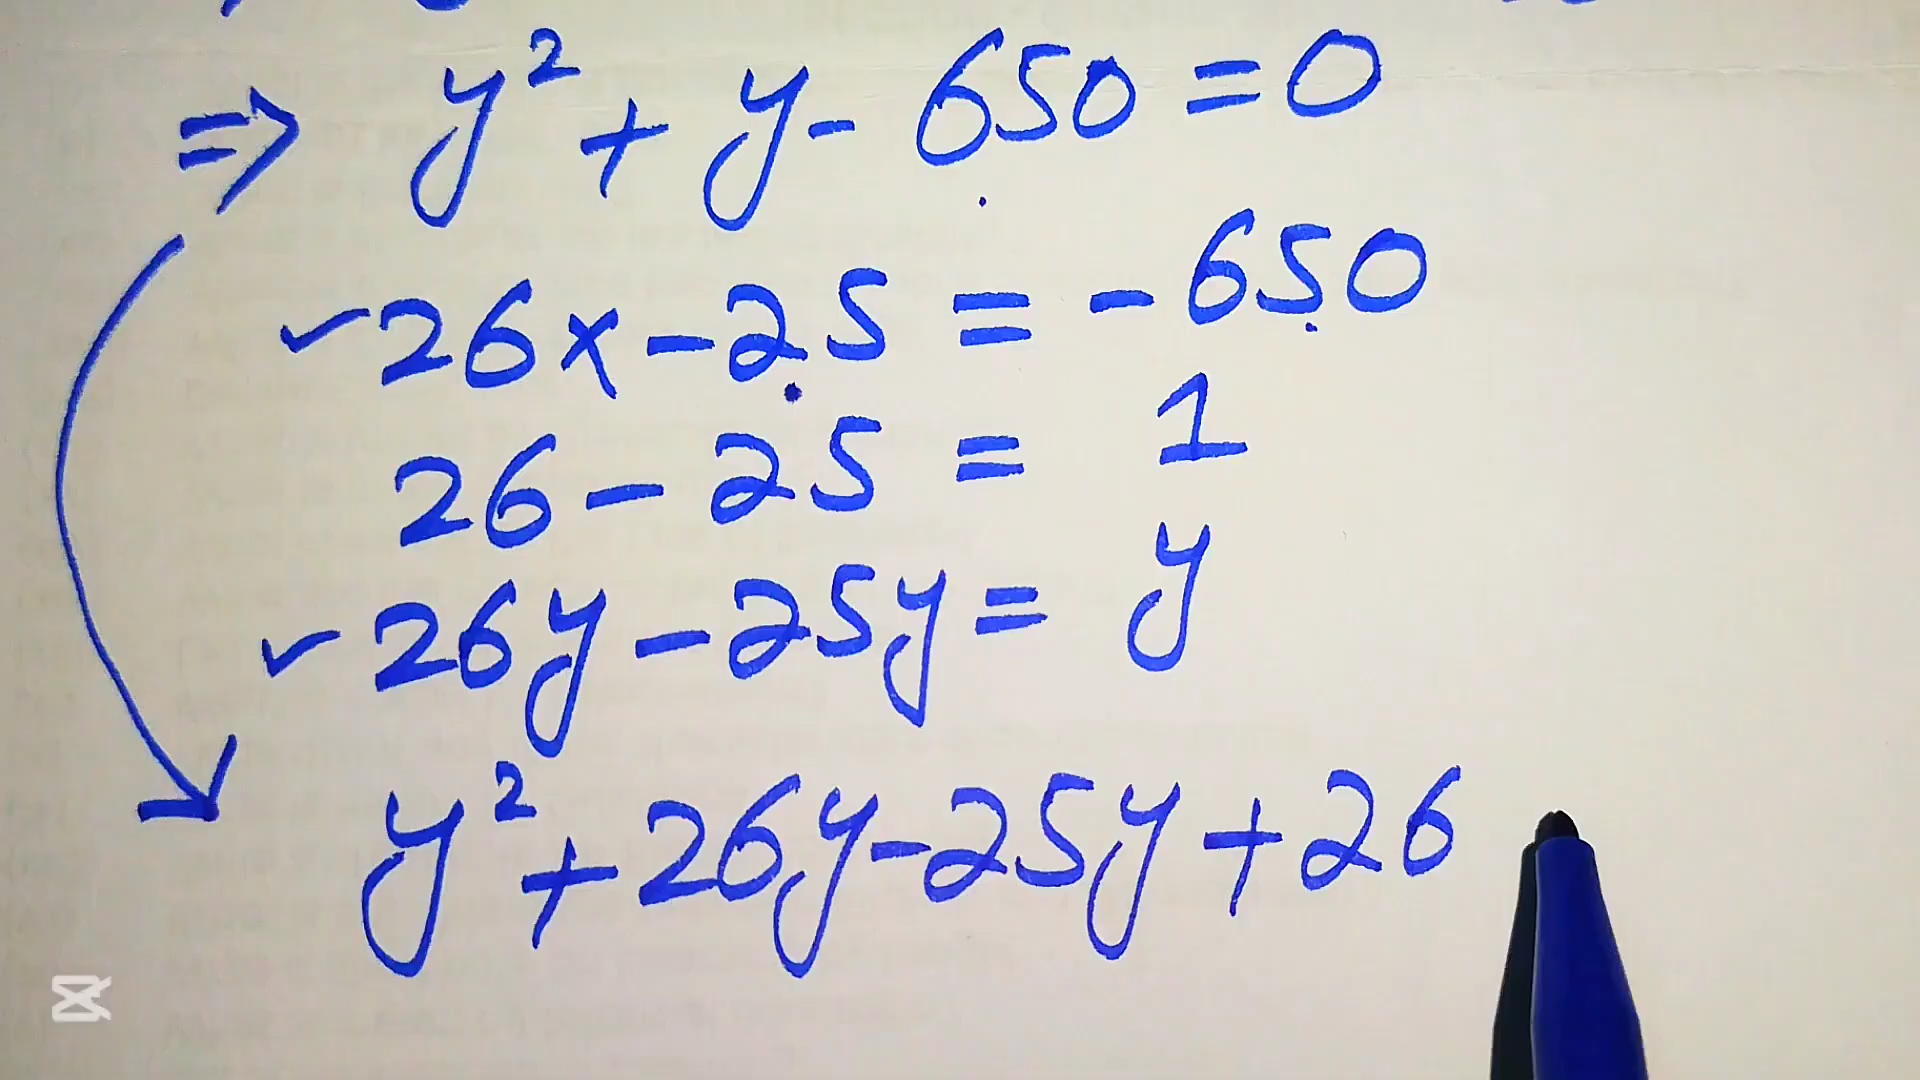 ⇒ y² + y - 650 = 0
✓ 26 x - 25 = - 650
26 - 25 = 1
✓ 26y - 25y = y
y² + 26y - 25y + 26